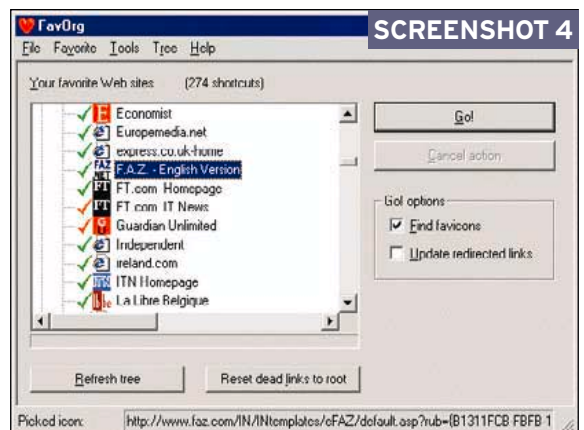 FavOrg
SCREENSHOT 4
File Favorite Tools Tree Help
Your favorite Web sites (274 shortcuts)
Economist
Europemedia.net
express.co.uk-home
F.A.Z. - English Version
FT.com Homepage
FT com IT News
Guardian Unlimited
Independent
ireland.com
ITN Homepage
La Libre Belgique
Go!
Cancel action
Go! options
Find favicons
Update redirected links
Refresh tree
Reset dead links to root
Picked icon: http://www.faz.com/IN/INtemplates/eFAZ/default.asp?rub={B1311FCB FBFB 1